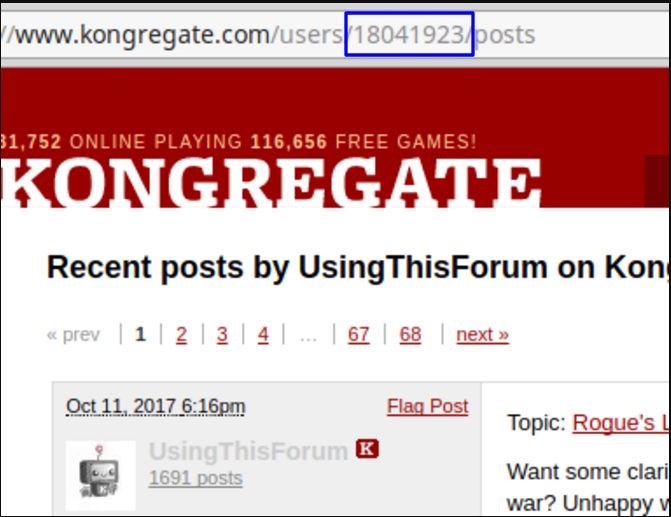 //www.kongregate.com/users/18041923/posts
31,752 ONLINE PLAYING 116,656 FREE GAMES!
KONGREGATE
Recent posts by UsingThisForum on Kong
« prev | 1 | 2 | 3 | 4 | ... | 67 | 68 | next »
Oct 11, 2017 6:16pm Flag Post
Topic: Rogue's L
UsingThisForum K
1691 posts
Want some clari
war? Unhappy w